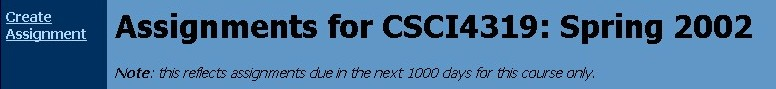 Create
Assignment
Assignments for CSCI4319: Spring 2002
Note: this reflects assignments due in the next 1000 days for this course only.